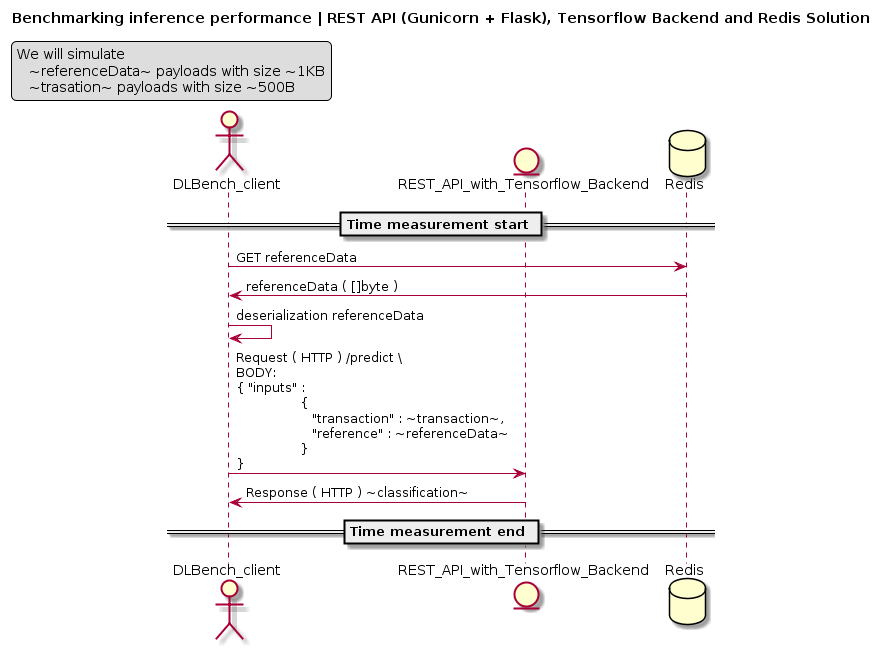 Benchmarking inference performance | REST API (Gunicorn + Flask), Tensorflow Backend and Redis Solution
We will simulate
~referenceData~ payloads with size ~1KB
~trasation~ payloads with size ~500B
DLBench_client
REST_API_with_Tensorflow_Backend
Redis
Time measurement start
GET referenceData
referenceData ( []byte )
deserialization referenceData
Request ( HTTP ) /predict \
BODY:
{ "inputs" :
{
"transaction" : ~transaction~,
"reference" : ~referenceData~
}
}
Response ( HTTP ) ~classification~
Time measurement end
DLBench_client
REST_API_with_Tensorflow_Backend
Redis